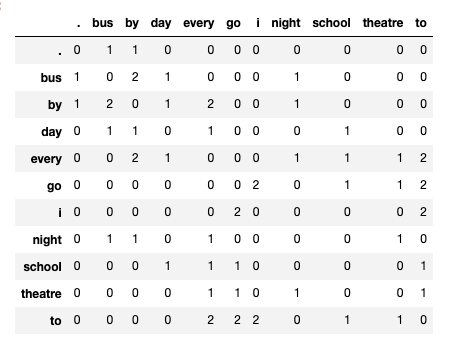 . bus by day every go i night school theatre to
. 0 1 1 0 0 0 0 0 0 0 0
bus 1 0 2 1 0 0 0 1 0 0 0
by 1 2 0 1 2 0 0 1 0 0 0
day 0 1 1 0 1 0 0 0 1 0 0
every 0 0 2 1 0 0 0 1 1 1 2
go 0 0 0 0 0 0 2 0 1 1 2
i 0 0 0 0 0 2 0 0 0 0 2
night 0 1 1 0 1 0 0 0 0 1 0
school 0 0 0 1 1 1 0 0 0 0 1
theatre 0 0 0 0 1 1 0 1 0 0 1
to 0 0 0 0 2 2 2 0 1 1 0